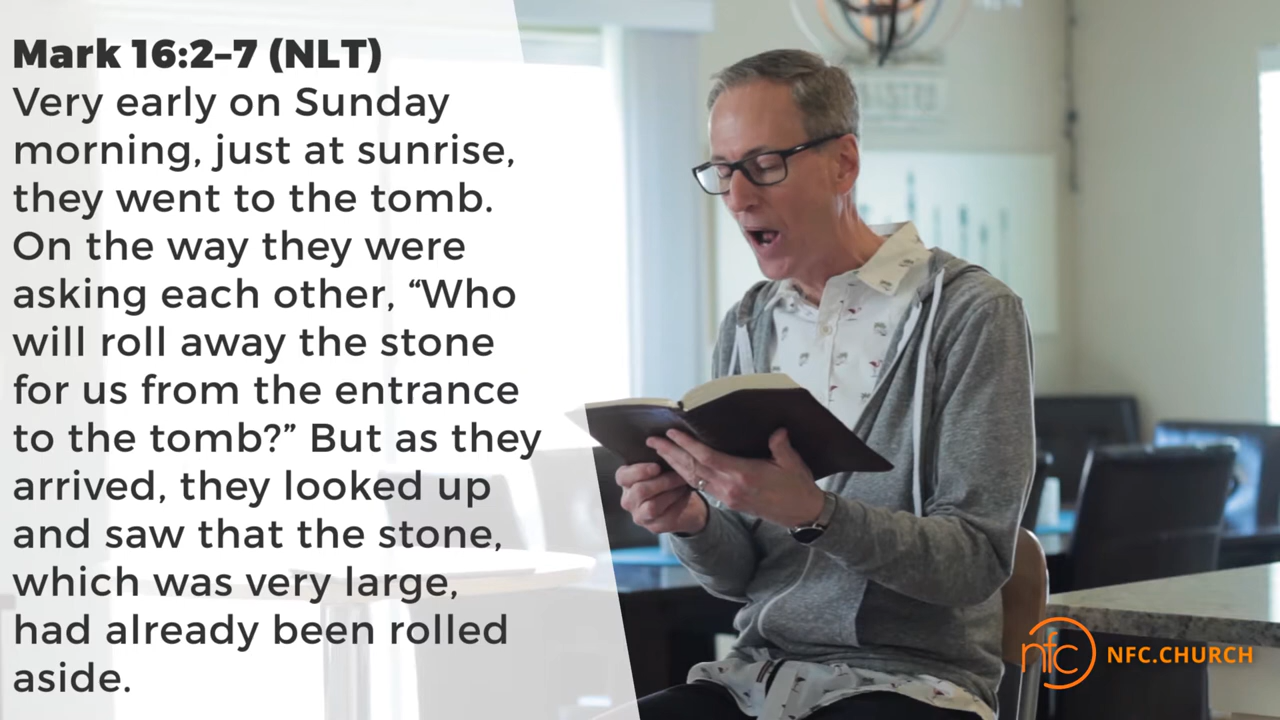 Mark 16:2–7 (NLT)
Very early on Sunday
morning, just at sunrise,
they went to the tomb.
On the way they were
asking each other, “Who
will roll away the stone
for us from the entrance
to the tomb?” But as they
arrived, they looked up
and saw that the stone,
which was very large,
had already been rolled
aside.
nfc NFC.CHURCH